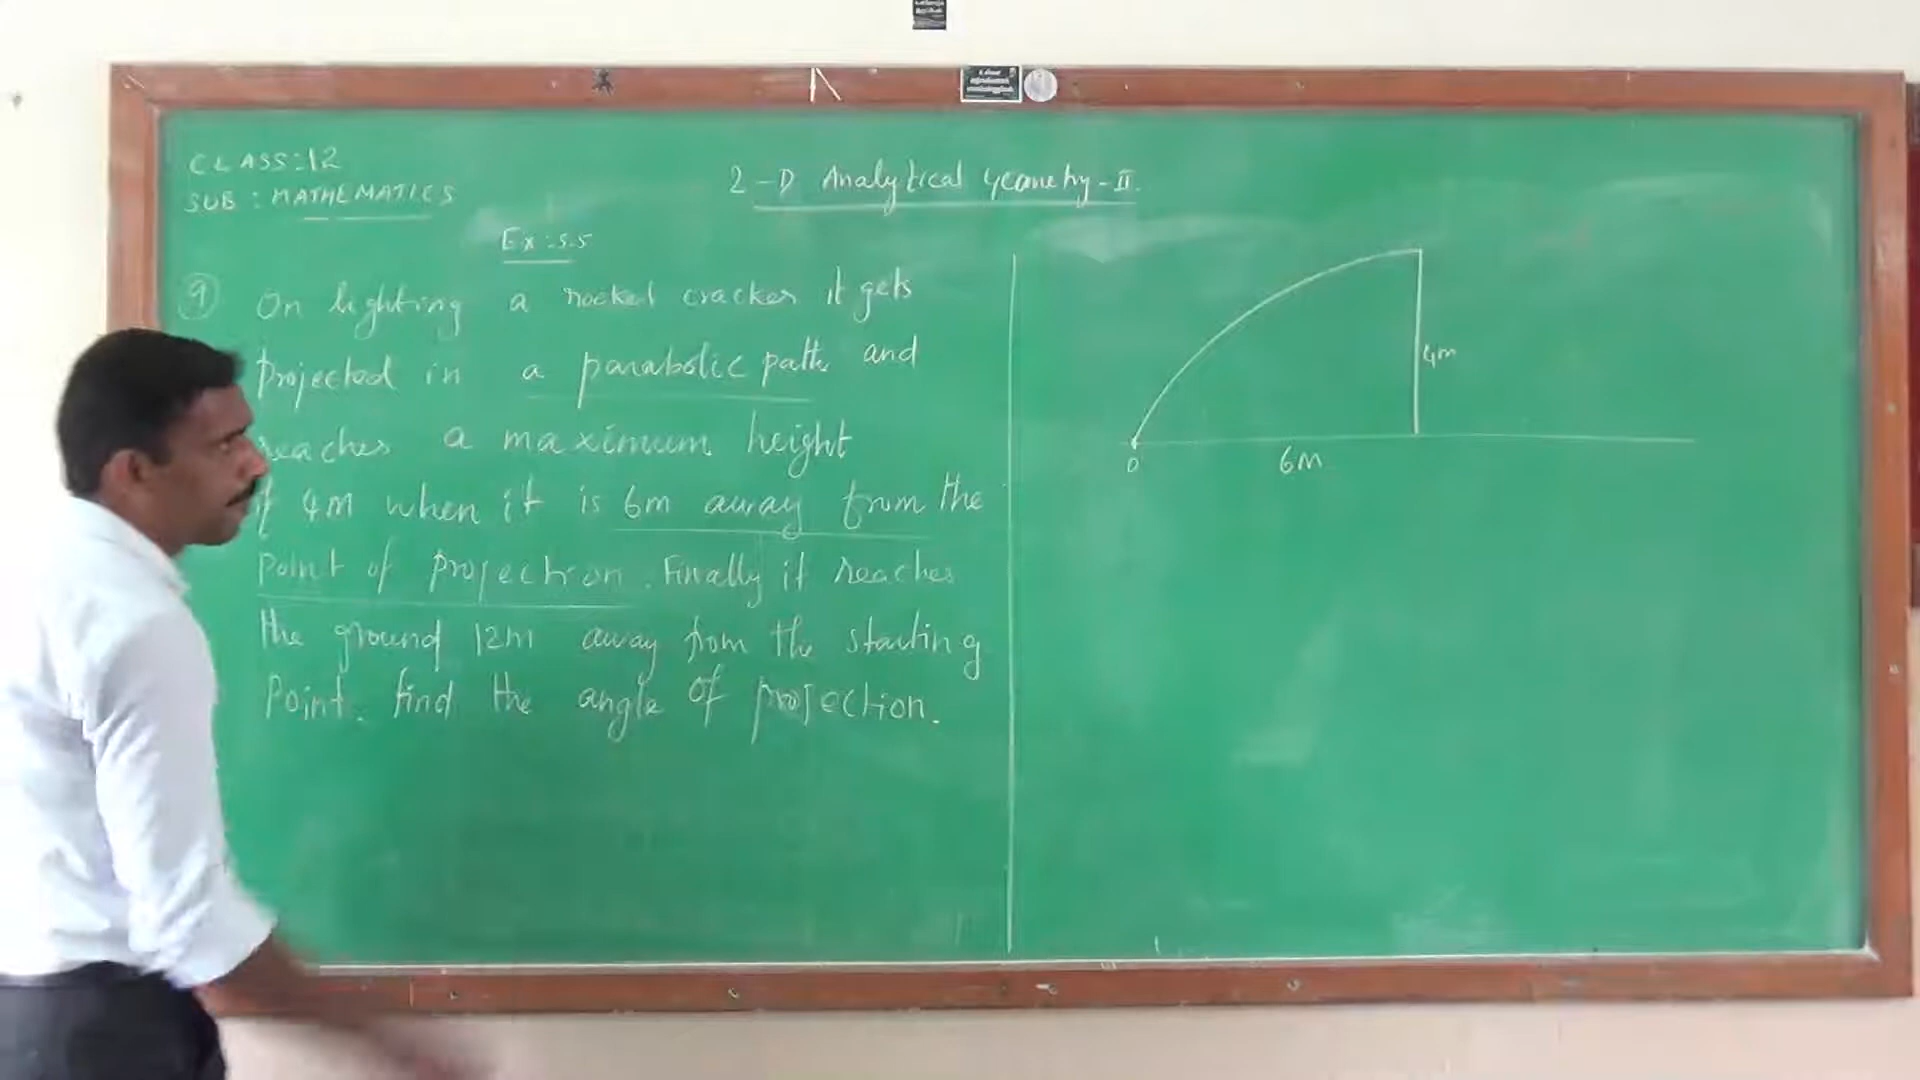 CLASS: 12
SUB : MATHEMATICS
2-D Analytical Geometry-II.
Ex: 5.5
9 On lighting a rocket cracker it gets
projected in a parabolic path and
reaches a maximum height
4m when it is 6m away from the
point of projection. Finally it reaches
the ground 12m away from the starting
Point. find the angle of projection.
4m
0
6m